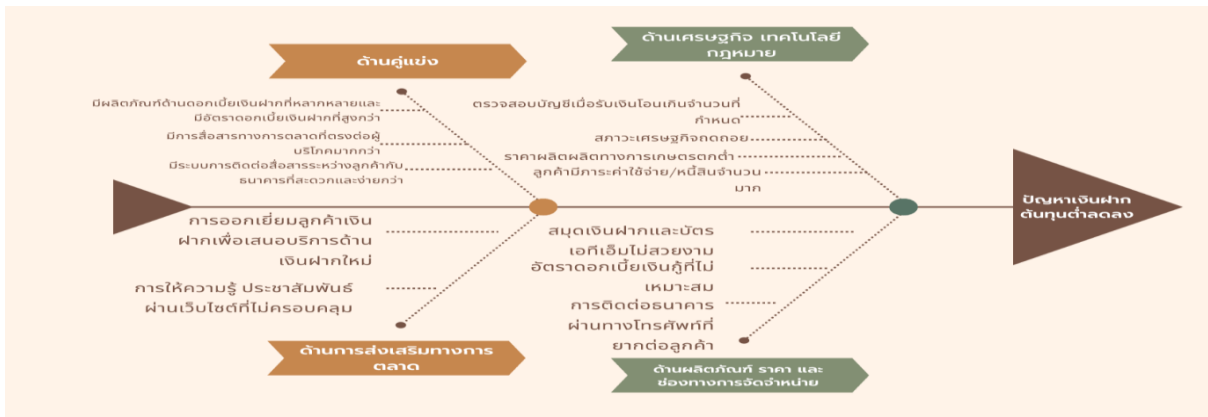 ด้านคู่แข่ง
มีผลิตภัณฑ์ด้านดอกเบี้ยเงินฝากที่หลากหลายและ
มีอัตราดอกเบี้ยเงินฝากที่สูงกว่า
มีการสื่อสารทางการตลาดที่ตรงต่อผู้
บริโภคมากกว่า
มีระบบการติดต่อสื่อสารระหว่างลูกค้ากับ
ธนาคารที่สะดวกและง่ายกว่า
ด้านเศรษฐกิจ เทคโนโลยี
กฎหมาย
ตรวจสอบบัญชีเมื่อรับเงินโอนเกินจำนวนที่
กำหนด
สภาวะเศรษฐกิจถดถอย
ราคาผลิตผลิตทางการเกษตรตกต่ำ
ลูกค้ามีภาระค่าใช้จ่าย/หนี้สินจำนวน
มาก
ปัญหาเงินฝาก
ต้นทุนต่ำลดลง
การออกเยี่ยมลูกค้าเงิน
ฝากเพื่อเสนอบริการด้าน
เงินฝากใหม่
การให้ความรู้ ประชาสัมพันธ์
ผ่านเว็บไซต์ที่ไม่ครอบคลุม
ด้านการส่งเสริมทางการ
ตลาด
สมุดเงินฝากและบัตร
เอทีเอ็มไม่สวยงาม
อัตราดอกเบี้ยเงินกู้ที่ไม่
เหมาะสม
การติดต่อธนาคาร
ผ่านทางโทรศัพท์ที่
ยากต่อลูกค้า
ด้านผลิตภัณฑ์ ราคา และ
ช่องทางการจัดจำหน่าย